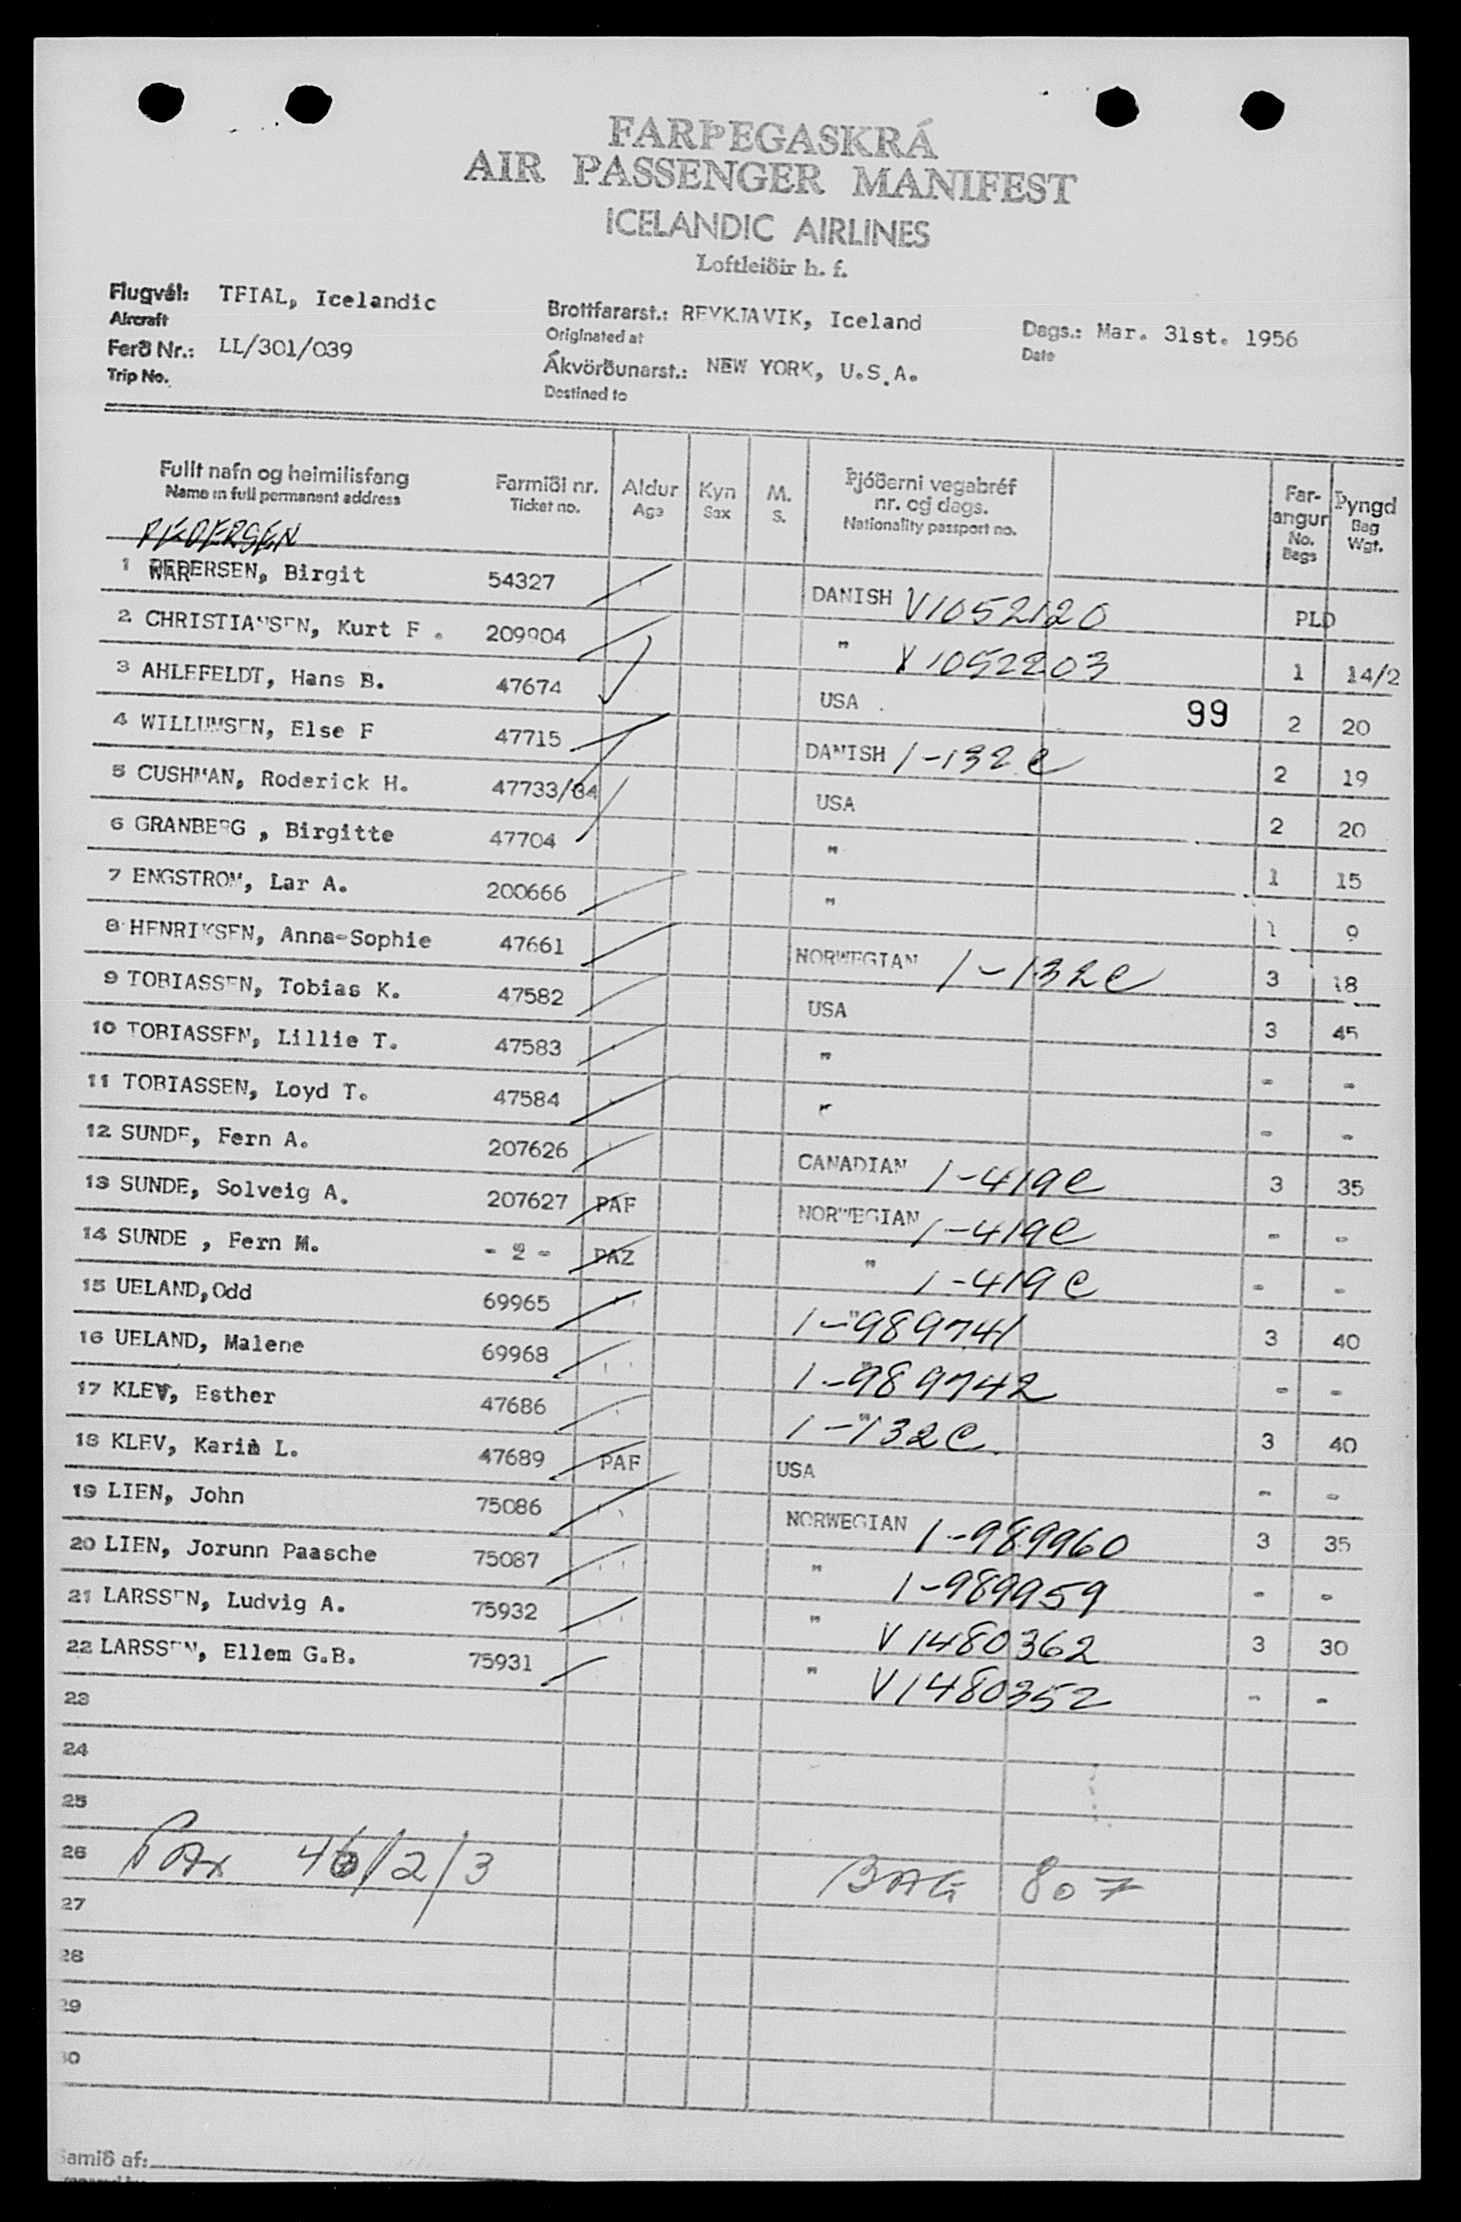 FARÞEGASKRÁ
AIR PASSENGER MANIFEST
ICELANDIC AIRLINES
Loftleiðir h. f.
Flugvél: TFIAL, Icelandic Brottfararst.: REYKJAVIK, Iceland Dags.: Mar. 31st. 1956
Aircraft Originated at Date
Ferð Nr.: LL/301/039 Ákvörðunarst.: NEW YORK, U.S.A.
Trip No. Destined to
Fullt nafn og heimilisfang Farmiði nr. Aldur Kyn M. Þjóðerni vegabréf nr. og dags. Far-angur Þyngd
Name in full permanent address Ticket no. Age Sex S. Nationality passport no. No. Bags Bag Wgt.
PEDERSEN
1 PEDERSEN, Birgit 54327 DANISH V1052120 PLD
2 CHRISTIANSEN, Kurt F. 209904 " V1052203 1 14/2
3 AHLEFELDT, Hans B. 47674 USA 99 2 20
4 WILLUMSEN, Else F 47715 DANISH 1-132 C 2 19
5 CUSHMAN, Roderick H. 47733/34 USA 2 20
6 GRANBERG , Birgitte 47704 " 1 15
7 ENGSTROM, Lar A. 200666 " 1 9
8 HENRIKSEN, Anna-Sophie 47661 NORWEGIAN 1-132C 3 18
9 TOBIASSEN, Tobias K. 47582 USA 3 45
10 TOBIASSEN, Lillie T. 47583 " - -
11 TOBIASSEN, Loyd T. 47584 " - -
12 SUNDE, Fern A. 207626 CANADIAN 1-419C 3 35
13 SUNDE, Solveig A. 207627 PAF NORWEGIAN 1-419C - -
14 SUNDE , Fern M. - 2 - PAZ " 1-419C - -
15 UELAND,Odd 69965 " 1-989741 3 40
16 UELAND, Malene 69968 " 1-989742 - -
17 KLEV, Esther 47686 " 1-132C. 3 40
18 KLEV, Karin L. 47689 PAF USA - -
19 LIEN, John 75086 NORWEGIAN 1-989960 3 35
20 LIEN, Jorunn Paasche 75087 " 1-989959 - -
21 LARSSEN, Ludvig A. 75932 " V1480362 3 30
22 LARSSEN, Ellem G.B. 75931 " V1480352 - -
23
24
25
26 Pax 46/2/3 BAG 807
27
28
29
30
Samið af: